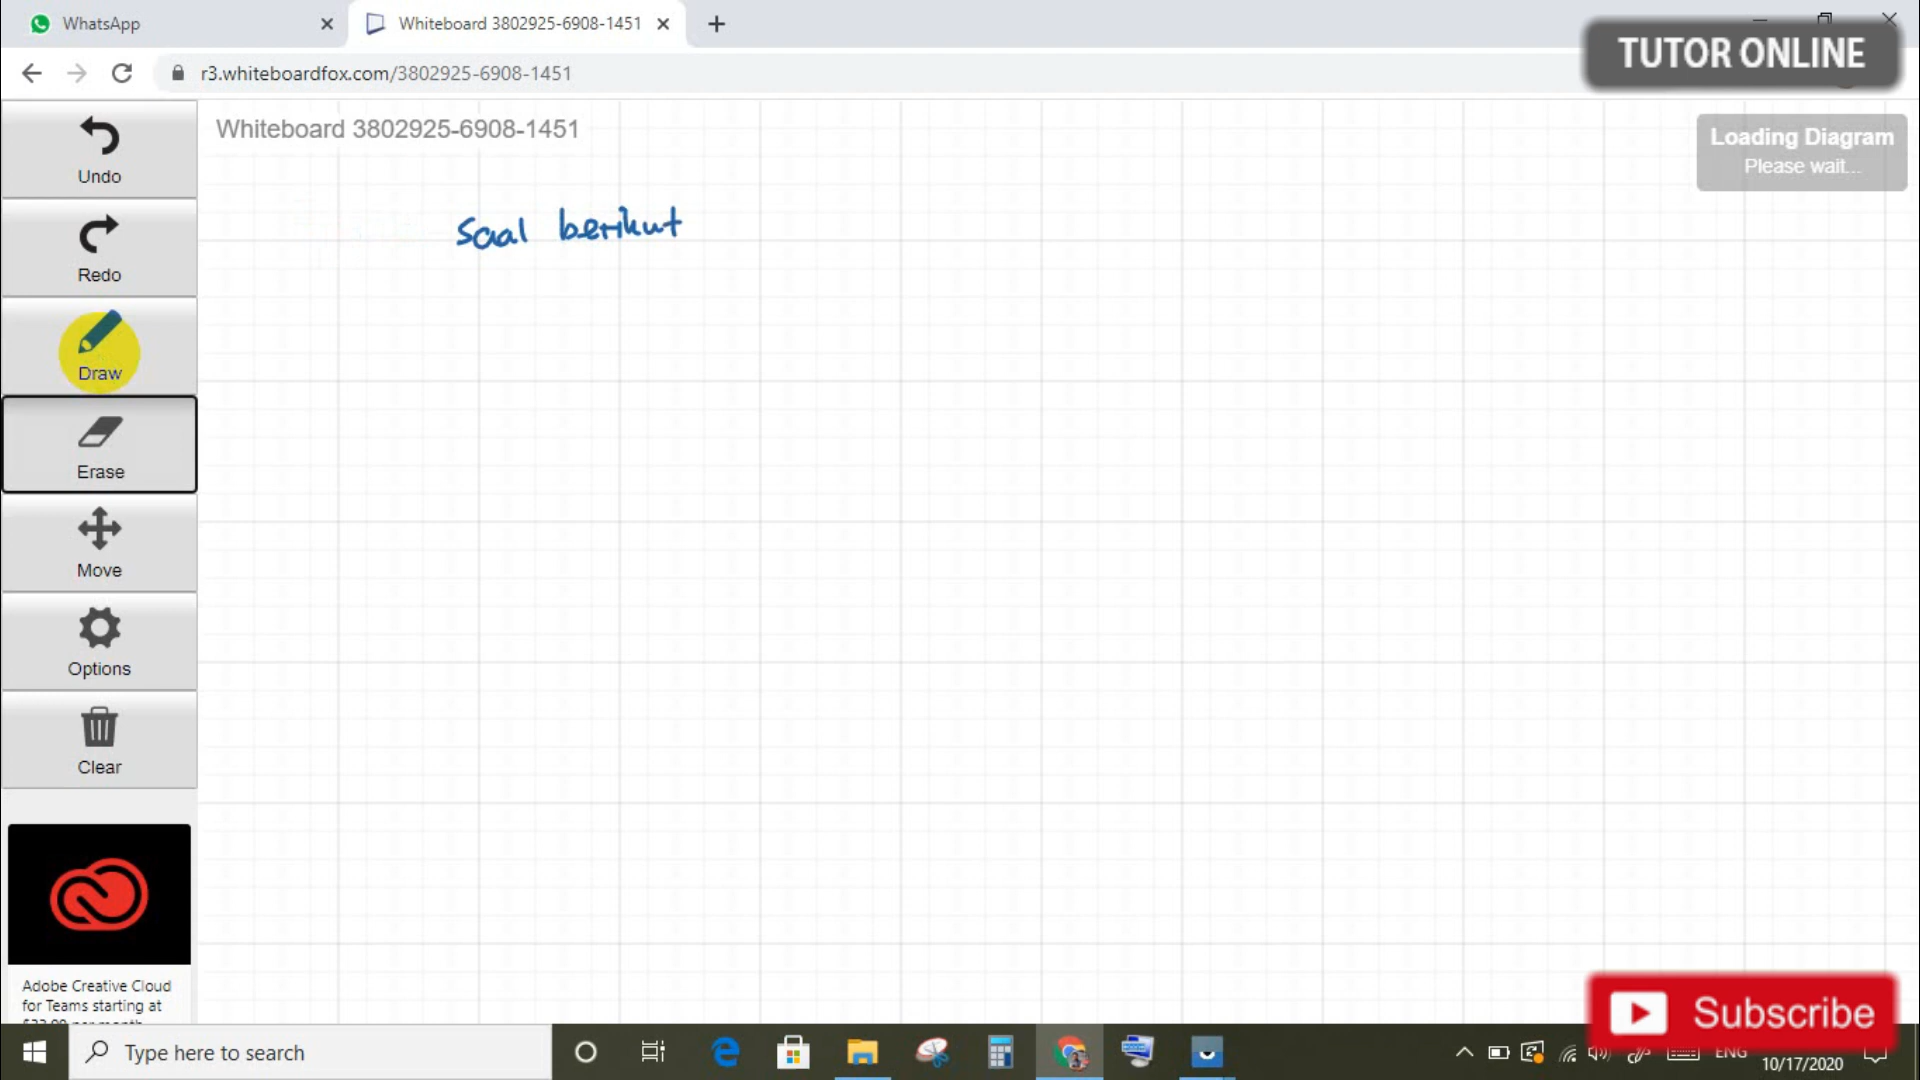 WhatsApp
Whiteboard 3802925-6908-1451
TUTOR ONLINE
r3.whiteboardfox.com/3802925-6908-1451
Whiteboard 3802925-6908-1451
Loading Diagram
Please wait...
Undo
Redo
Draw
Erase
Move
Options
Clear
soal berikut
Adobe Creative Cloud
for Teams starting at
Subscribe
Type here to search
ENG
10/17/2020